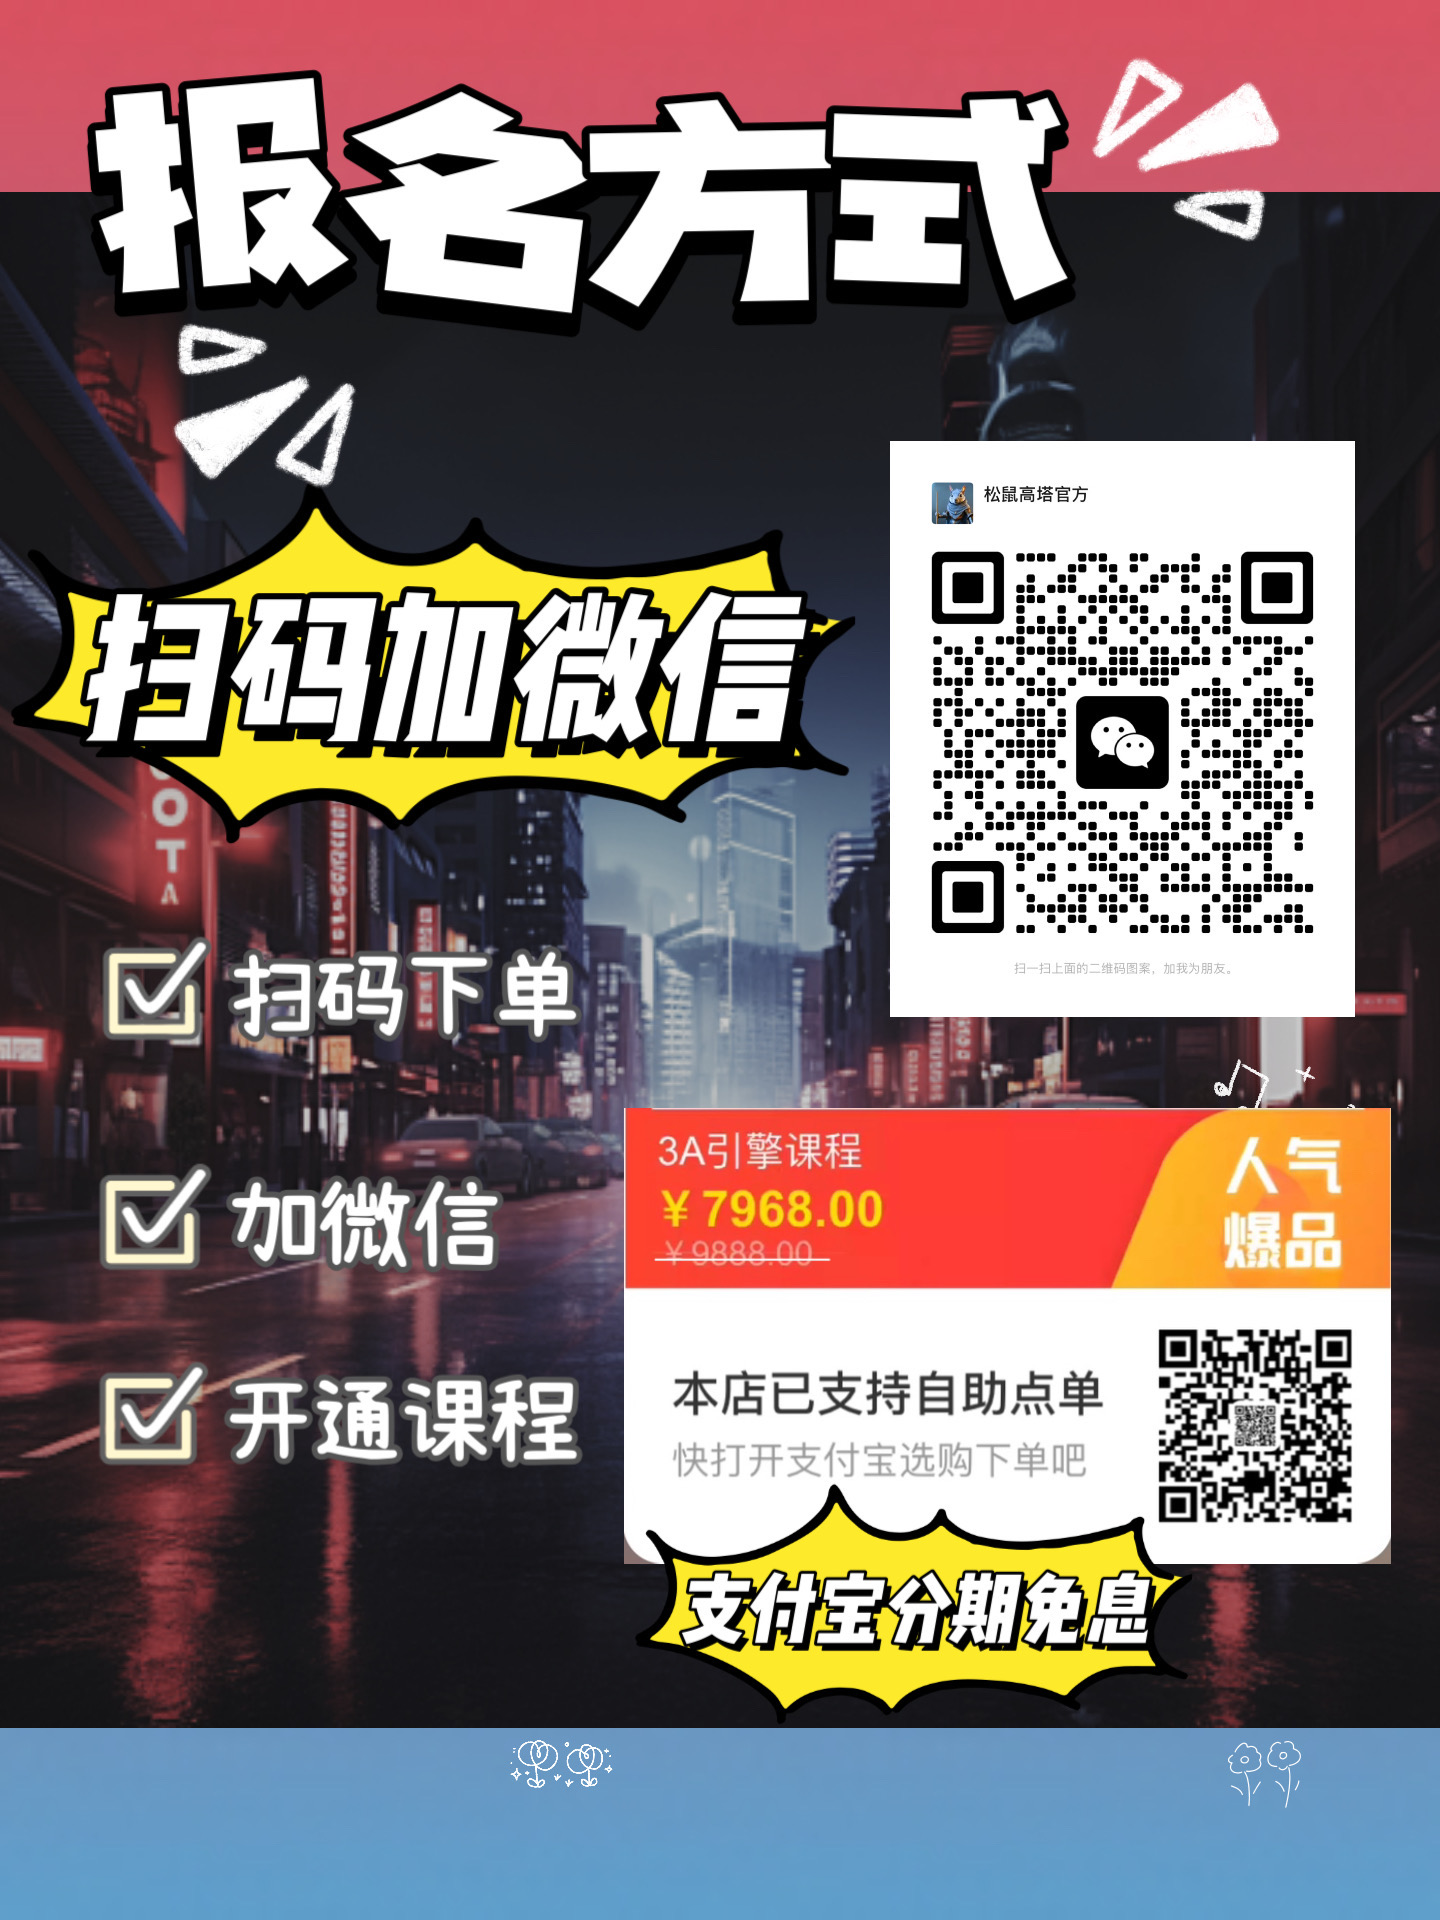 报名方式
松鼠高塔官方
扫码加微信
扫一扫上面的二维码图案，加我为朋友。
扫码下单
加微信
开通课程
3A引擎课程
¥7968.00
¥9888.00
人气
爆品
本店已支持自助点单
快打开支付宝选购下单吧
支付宝分期免息